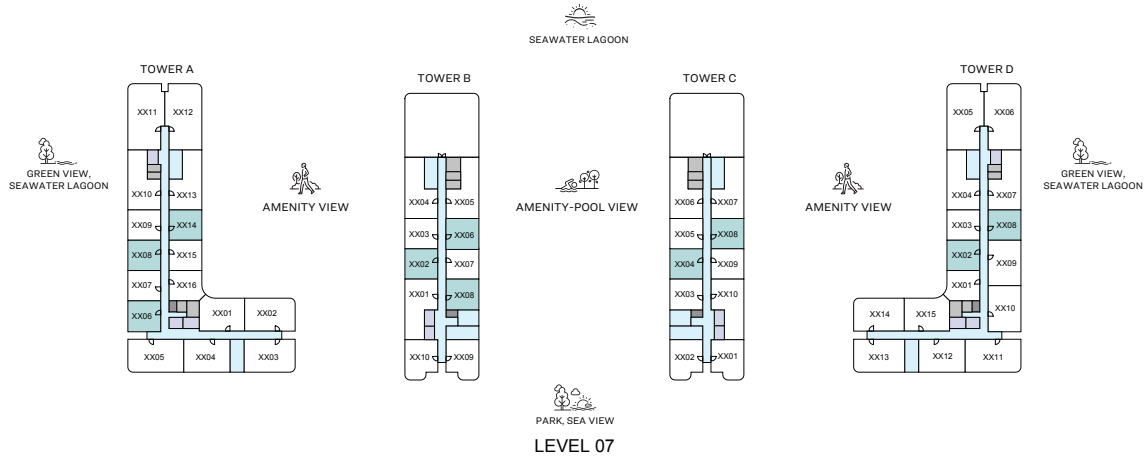 SEAWATER LAGOON
TOWER A
TOWER B
TOWER C
TOWER D
XX11 XX12
XX05 XX06
GREEN VIEW,
SEAWATER LAGOON
GREEN VIEW,
SEAWATER LAGOON
AMENITY VIEW
AMENITY-POOL VIEW
AMENITY VIEW
XX10 XX13
XX09 XX14
XX08 XX15
XX07 XX16
XX06 XX01 XX02
XX05 XX04 XX03
XX04 XX05
XX03 XX06
XX02 XX07
XX01 XX08
XX10 XX09
XX06 XX07
XX05 XX08
XX04 XX09
XX03 XX10
XX02 XX01
XX04 XX07
XX03 XX08
XX02 XX09
XX01 XX10
XX14 XX15
XX13 XX12 XX11
PARK, SEA VIEW
LEVEL 07